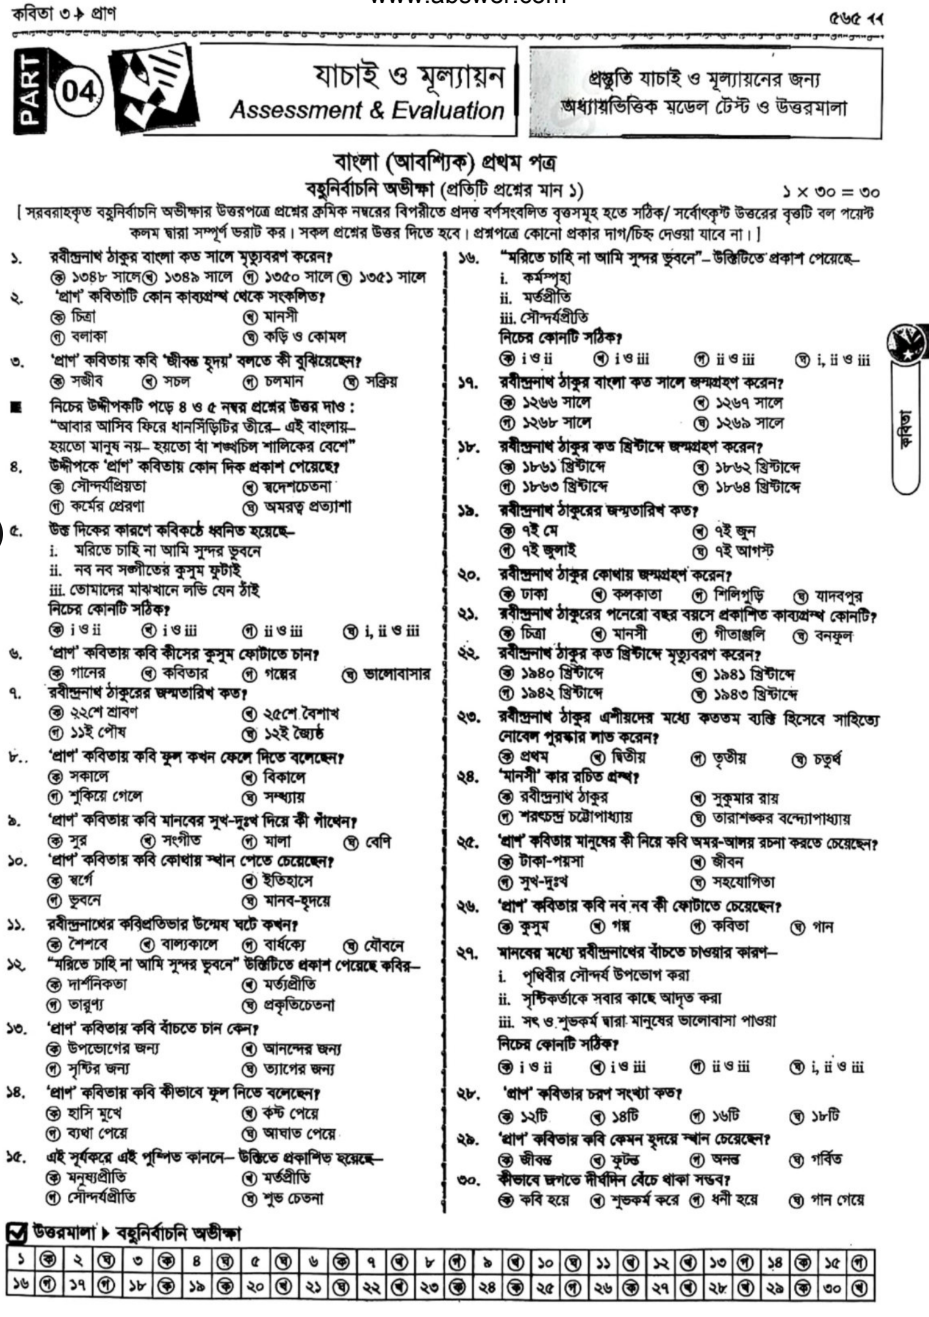 কবিতা ৩ ▸ প্রাণ
৫৬৫
PART 04
যাচাই ও মূল্যায়ন
Assessment & Evaluation
প্রস্তুতি যাচাই ও মূল্যায়নের জন্য
অধ্যায়ভিত্তিক মডেল টেস্ট ও উত্তরমালা
বাংলা (আবশ্যিক) প্রথম পত্র
বহুনির্বাচনি অভীক্ষা (প্রতিটি প্রশ্নের মান ১)
১ × ৩০ = ৩০
[ সরবরাহকৃত বহুনির্বাচনি অভীক্ষার উত্তরপত্রে প্রশ্নের ক্রমিক নম্বরের বিপরীতে প্রদত্ত বর্ণসংবলিত বৃত্তসমূহ হতে সঠিক/ সর্বোৎকৃষ্ট উত্তরের বৃত্তটি বল পয়েন্ট
কলম দ্বারা সম্পূর্ণ ভরাট কর। সকল প্রশ্নের উত্তর দিতে হবে। প্রশ্নপত্রে কোনো প্রকার দাগ/চিহ্ন দেওয়া যাবে না। ]
১. রবীন্দ্রনাথ ঠাকুর বাংলা কত সালে মৃত্যুবরণ করেন?
ক ১৩৪৮ সালে খ ১৩৪৯ সালে গ ১৩৫০ সালে ঘ ১৩৫১ সালে
২. ‘প্রাণ’ কবিতাটি কোন কাব্যগ্রন্থ থেকে সংকলিত?
ক চিত্রা খ মানসী
গ বলাকা ঘ কড়ি ও কোমল
৩. ‘প্রাণ’ কবিতায় কবি ‘জীবন্ত হৃদয়’ বলতে কী বুঝিয়েছেন?
ক সজীব খ সচল গ চলমান ঘ সক্রিয়
■ নিচের উদ্দীপকটি পড়ে ৪ ও ৫ নম্বর প্রশ্নের উত্তর দাও :
“আবার আসিব ফিরে ধানসিঁড়িটির তীরে– এই বাংলায়–
হয়তো মানুষ নয়– হয়তো বা শঙ্খচিল শালিকের বেশে”
৪. উদ্দীপকে ‘প্রাণ’ কবিতায় কোন দিক প্রকাশ পেয়েছে?
ক সৌন্দর্যপ্রিয়তা খ স্বদেশচেতনা
গ কর্মের প্রেরণা ঘ অমরত্ব প্রত্যাশা
৫. উক্ত দিকের কারণে কবিকণ্ঠে ধ্বনিত হয়েছে–
i. মরিতে চাহি না আমি সুন্দর ভুবনে
ii. নব নব সঙ্গীতের কুসুম ফুটাই
iii. তোমাদের মাঝখানে লভি যেন ঠাঁই
নিচের কোনটি সঠিক?
ক i ও ii খ i ও iii গ ii ও iii ঘ i, ii ও iii
৬. ‘প্রাণ’ কবিতায় কবি কীসের কুসুম ফোটাতে চান?
ক গানের খ কবিতার গ গল্পের ঘ ভালোবাসার
৭. রবীন্দ্রনাথ ঠাকুরের জন্মতারিখ কত?
ক ২২শে শ্রাবণ খ ২৫শে বৈশাখ
গ ১১ই পৌষ ঘ ১২ই জ্যৈষ্ঠ
৮. ‘প্রাণ’ কবিতায় কবি ফুল কখন ফেলে দিতে বলেছেন?
ক সকালে খ বিকালে
গ শুকিয়ে গেলে ঘ সন্ধ্যায়
৯. ‘প্রাণ’ কবিতায় কবি মানবের সুখ-দুঃখ দিয়ে কী গাঁথেন?
ক সুর খ সংগীত গ মালা ঘ বেণি
১০. ‘প্রাণ’ কবিতায় কবি কোথায় স্থান পেতে চেয়েছেন?
ক স্বর্গে খ ইতিহাসে
গ ভুবনে ঘ মানব-হৃদয়ে
১১. রবীন্দ্রনাথের কবিপ্রতিভার উন্মেষ ঘটে কখন?
ক শৈশবে খ বাল্যকালে গ বার্ধক্যে ঘ যৌবনে
১২. “মরিতে চাহি না আমি সুন্দর ভুবনে” উক্তিটিতে প্রকাশ পেয়েছে কবির–
ক দার্শনিকতা খ মর্ত্যপ্রীতি
গ তারুণ্য ঘ প্রকৃতিচেতনা
১৩. ‘প্রাণ’ কবিতায় কবি বাঁচতে চান কেন?
ক উপভোগের জন্য খ আনন্দের জন্য
গ সৃষ্টির জন্য ঘ ত্যাগের জন্য
১৪. ‘প্রাণ’ কবিতায় কবি কীভাবে ফুল নিতে বলেছেন?
ক হাসি মুখে খ কষ্ট পেয়ে
গ ব্যথা পেয়ে ঘ আঘাত পেয়ে
১৫. এই সূর্যকরে এই পুষ্পিত কাননে– উক্তিতে প্রকাশিত হয়েছে–
ক মনুষ্যপ্রীতি খ মর্তপ্রীতি
গ সৌন্দর্যপ্রীতি ঘ শুভ চেতনা
১৬. “মরিতে চাহি না আমি সুন্দর ভুবনে”– উক্তিটিতে প্রকাশ পেয়েছে–
i. কর্মস্পৃহা
ii. মর্তপ্রীতি
iii. সৌন্দর্যপ্রীতি
নিচের কোনটি সঠিক?
ক i ও ii খ i ও iii গ ii ও iii ঘ i, ii ও iii
১৭. রবীন্দ্রনাথ ঠাকুর বাংলা কত সালে জন্মগ্রহণ করেন?
ক ১২৬৬ সালে খ ১২৬৭ সালে
গ ১২৬৮ সালে ঘ ১২৬৯ সালে
১৮. রবীন্দ্রনাথ ঠাকুর কত খ্রিষ্টাব্দে জন্মগ্রহণ করেন?
ক ১৮৬১ খ্রিষ্টাব্দে খ ১৮৬২ খ্রিষ্টাব্দে
গ ১৮৬৩ খ্রিষ্টাব্দে ঘ ১৮৬৪ খ্রিষ্টাব্দে
১৯. রবীন্দ্রনাথ ঠাকুরের জন্মতারিখ কত?
ক ৭ই মে খ ৭ই জুন
গ ৭ই জুলাই ঘ ৭ই আগস্ট
২০. রবীন্দ্রনাথ ঠাকুর কোথায় জন্মগ্রহণ করেন?
ক ঢাকা খ কলকাতা গ শিলিগুড়ি ঘ যাদবপুর
২১. রবীন্দ্রনাথ ঠাকুরের পনেরো বছর বয়সে প্রকাশিত কাব্যগ্রন্থ কোনটি?
ক চিত্রা খ মানসী গ গীতাঞ্জলি ঘ বনফুল
২২. রবীন্দ্রনাথ ঠাকুর কত খ্রিষ্টাব্দে মৃত্যুবরণ করেন?
ক ১৯৪০ খ্রিষ্টাব্দে খ ১৯৪১ খ্রিষ্টাব্দে
গ ১৯৪২ খ্রিষ্টাব্দে ঘ ১৯৪৩ খ্রিষ্টাব্দে
২৩. রবীন্দ্রনাথ ঠাকুর এশীয়দের মধ্যে কততম ব্যক্তি হিসেবে সাহিত্যে
নোবেল পুরস্কার লাভ করেন?
ক প্রথম খ দ্বিতীয় গ তৃতীয় ঘ চতুর্থ
২৪. ‘মানসী’ কার রচিত গ্রন্থ?
ক রবীন্দ্রনাথ ঠাকুর খ সুকুমার রায়
গ শরৎচন্দ্র চট্টোপাধ্যায় ঘ তারাশঙ্কর বন্দ্যোপাধ্যায়
২৫. ‘প্রাণ’ কবিতার মানুষের কী নিয়ে কবি অমর-আলয় রচনা করতে চেয়েছেন?
ক টাকা-পয়সা খ জীবন
গ সুখ-দুঃখ ঘ সহযোগিতা
২৬. ‘প্রাণ’ কবিতায় কবি নব নব কী ফোটাতে চেয়েছেন?
ক কুসুম খ গল্প গ কবিতা ঘ গান
২৭. মানবের মধ্যে রবীন্দ্রনাথের বাঁচতে চাওয়ার কারণ–
i. পৃথিবীর সৌন্দর্য উপভোগ করা
ii. সৃষ্টিকর্তাকে সবার কাছে আদৃত করা
iii. সৎ ও শুভকর্ম দ্বারা মানুষের ভালোবাসা পাওয়া
নিচের কোনটি সঠিক?
ক i ও ii খ i ও iii গ ii ও iii ঘ i, ii ও iii
২৮. ‘প্রাণ’ কবিতার চরণ সংখ্যা কত?
ক ১২টি খ ১৪টি গ ১৬টি ঘ ১৮টি
২৯. ‘প্রাণ’ কবিতার কবি কেমন হৃদয়ে স্থান চেয়েছেন?
ক জীবন্ত খ ফুটন্ত গ অনন্ত ঘ গর্বিত
৩০. কীভাবে জগতে দীর্ঘদিন বেঁচে থাকা সম্ভব?
ক কবি হয়ে খ শুভকর্ম করে গ ধনী হয়ে ঘ গান গেয়ে
কবিতা
উত্তরমালা ▸ বহুনির্বাচনি অভীক্ষা
১ ক ২ ঘ ৩ ক ৪ ঘ ৫ ঘ ৬ ক ৭ খ ৮ গ ৯ খ ১০ ঘ ১১ খ ১২ খ ১৩ গ ১৪ ক ১৫ গ
১৬ গ ১৭ গ ১৮ ক ১৯ ক ২০ খ ২১ ঘ ২২ খ ২৩ ক ২৪ ক ২৫ গ ২৬ ক ২৭ খ ২৮ খ ২৯ ক ৩০ খ